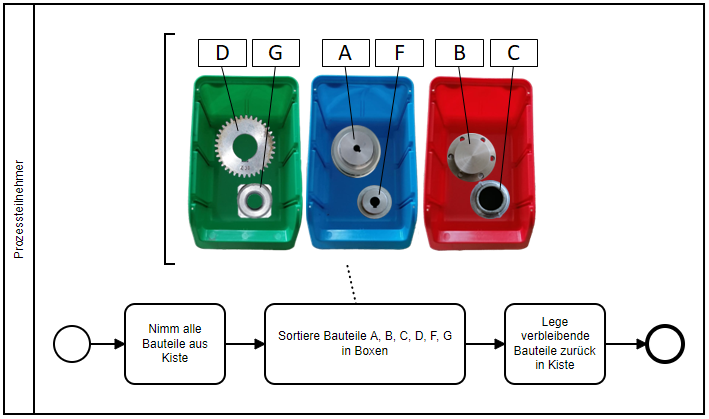 Prozessteilnehmer
D G A F B C
Nimm alle
Bauteile aus
Kiste
Sortiere Bauteile A, B, C, D, F, G
in Boxen
Lege
verbleibende
Bauteile zurück
in Kiste